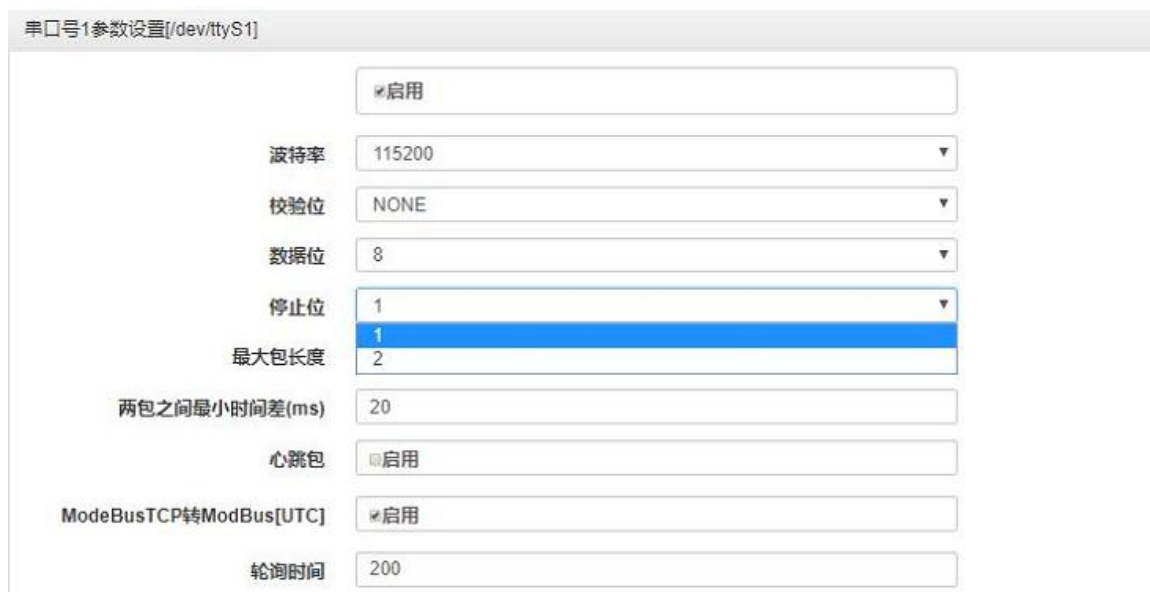 串口号1参数设置[/dev/ttyS1]
启用
波特率 115200
校验位 NONE
数据位 8
停止位 1
1
最大包长度 2
两包之间最小时间差(ms) 20
心跳包 启用
ModeBusTCP转ModBus[UTC] 启用
轮询时间 200